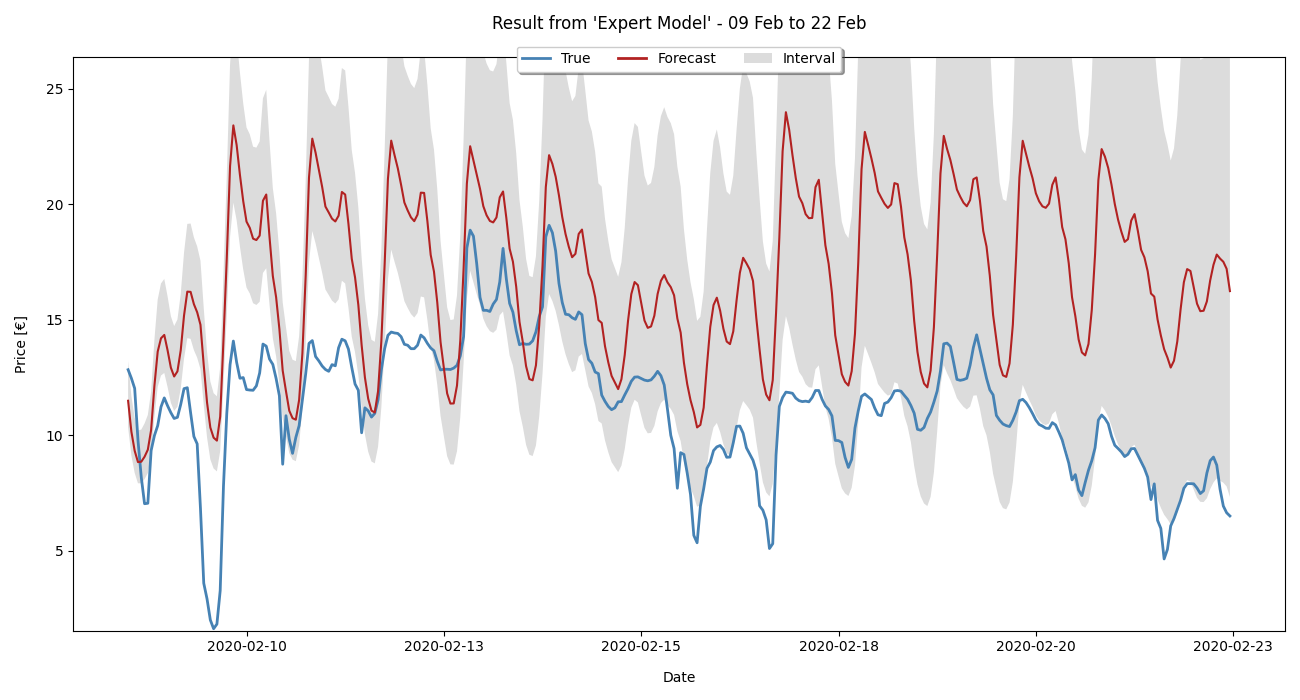 Result from 'Expert Model' - 09 Feb to 22 Feb
True Forecast Interval
25
20
15
10
5
Price [€]
2020-02-10 2020-02-13 2020-02-15 2020-02-18 2020-02-20 2020-02-23
Date